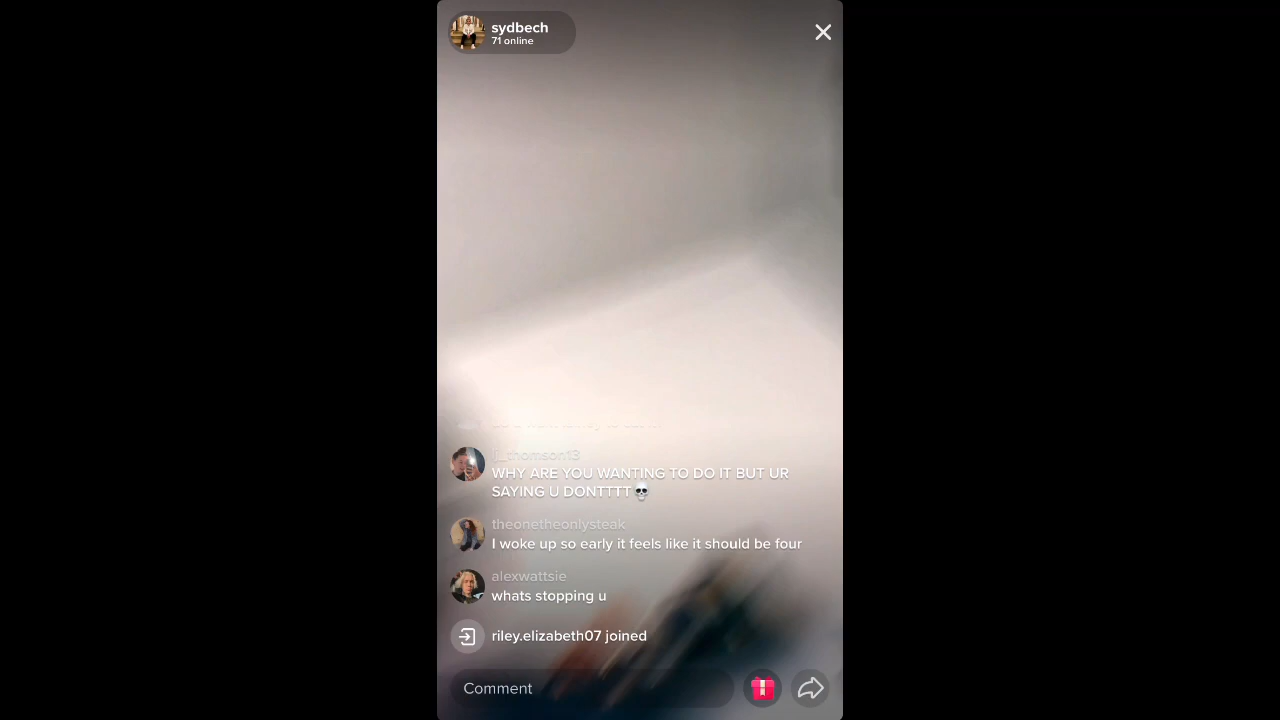 sydbech
71 online
j_thomson13
WHY ARE YOU WANTING TO DO IT BUT UR
SAYING U DONTTTT💀
theonetheonlysteak
I woke up so early it feels like it should be four
alexwattsie
whats stopping u
riley.elizabeth07 joined
Comment